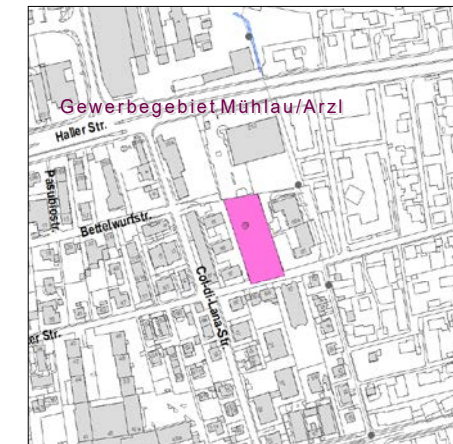 Gewerbegebiet Mühlau/Arzl
Haller Str.
Pasubiostr.
Bettelwurfstr.
Col-di-Lana-Str
er Str.